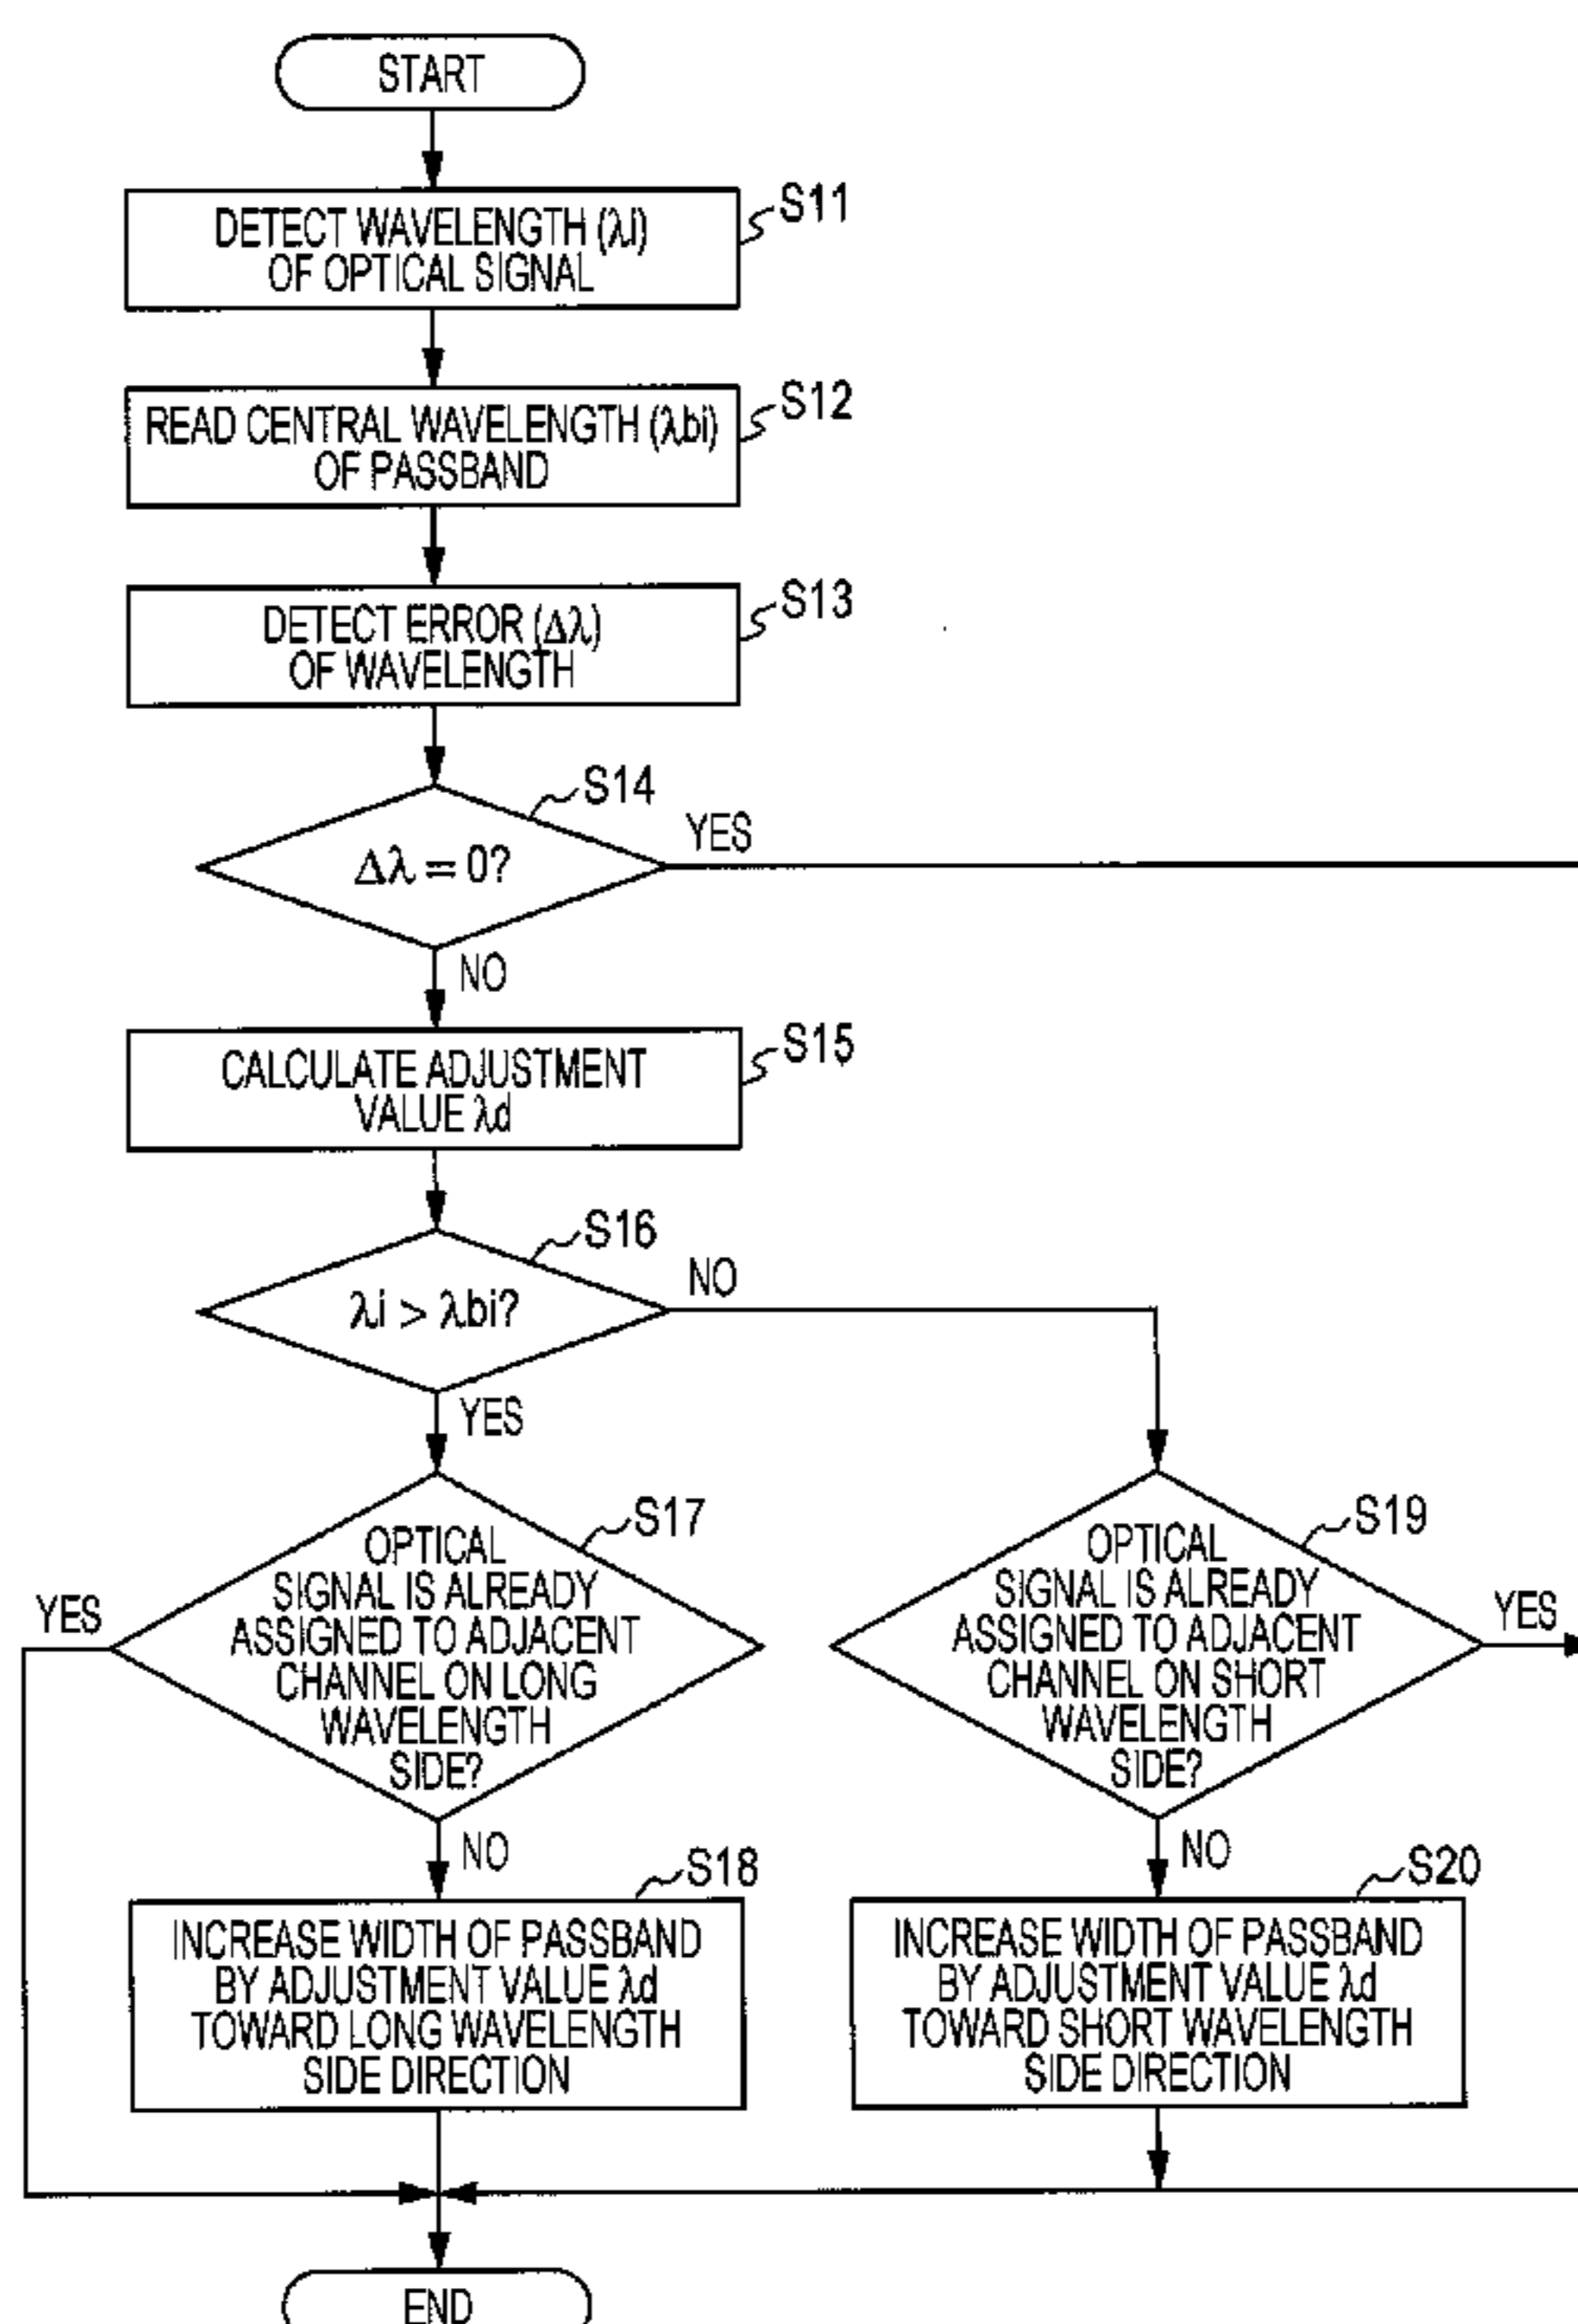 START
S11
DETECT WAVELENGTH (λi)
OF OPTICAL SIGNAL
S12
READ CENTRAL WAVELENGTH (λbi)
OF PASSBAND
S13
DETECT ERROR (Δλ)
OF WAVELENGTH
S14
Δλ = 0?
YES
NO
S15
CALCULATE ADJUSTMENT
VALUE λd
S16
λi > λbi?
NO
YES
S17
OPTICAL
SIGNAL IS ALREADY
ASSIGNED TO ADJACENT
CHANNEL ON LONG
WAVELENGTH
SIDE?
YES
NO
S19
OPTICAL
SIGNAL IS ALREADY
ASSIGNED TO ADJACENT
CHANNEL ON SHORT
WAVELENGTH
SIDE?
YES
NO
S18
INCREASE WIDTH OF PASSBAND
BY ADJUSTMENT VALUE λd
TOWARD LONG WAVELENGTH
SIDE DIRECTION
S20
INCREASE WIDTH OF PASSBAND
BY ADJUSTMENT VALUE λd
TOWARD SHORT WAVELENGTH
SIDE DIRECTION
END